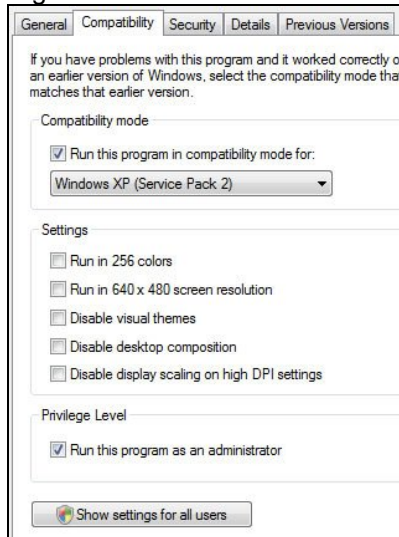 General Compatibility Security Details Previous Versions
If you have problems with this program and it worked correctly o
an earlier version of Windows, select the compatibility mode tha
matches that earlier version.
Compatibility mode
Run this program in compatibility mode for:
Windows XP (Service Pack 2)
Settings
Run in 256 colors
Run in 640 x 480 screen resolution
Disable visual themes
Disable desktop composition
Disable display scaling on high DPI settings
Privilege Level
Run this program as an administrator
Show settings for all users